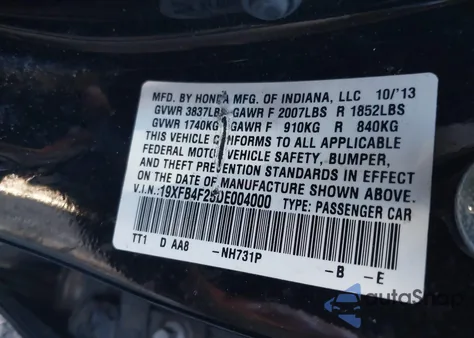 MFD. BY HONDA MFG. OF INDIANA, LLC 10/'13
GVWR 3837LBS GAWR F 2007LBS R 1852LBS
GVWR 1740KG GAWR F 910KG R 840KG
THIS VEHICLE CONFORMS TO ALL APPLICABLE
FEDERAL MOTOR VEHICLE SAFETY, BUMPER,
AND THEFT PREVENTION STANDARDS IN EFFECT
ON THE DATE OF MANUFACTURE SHOWN ABOVE.
V.I.N.: TYPE: PASSENGER CAR
TT1 D AA8 -NH731P -B -E
autoShop